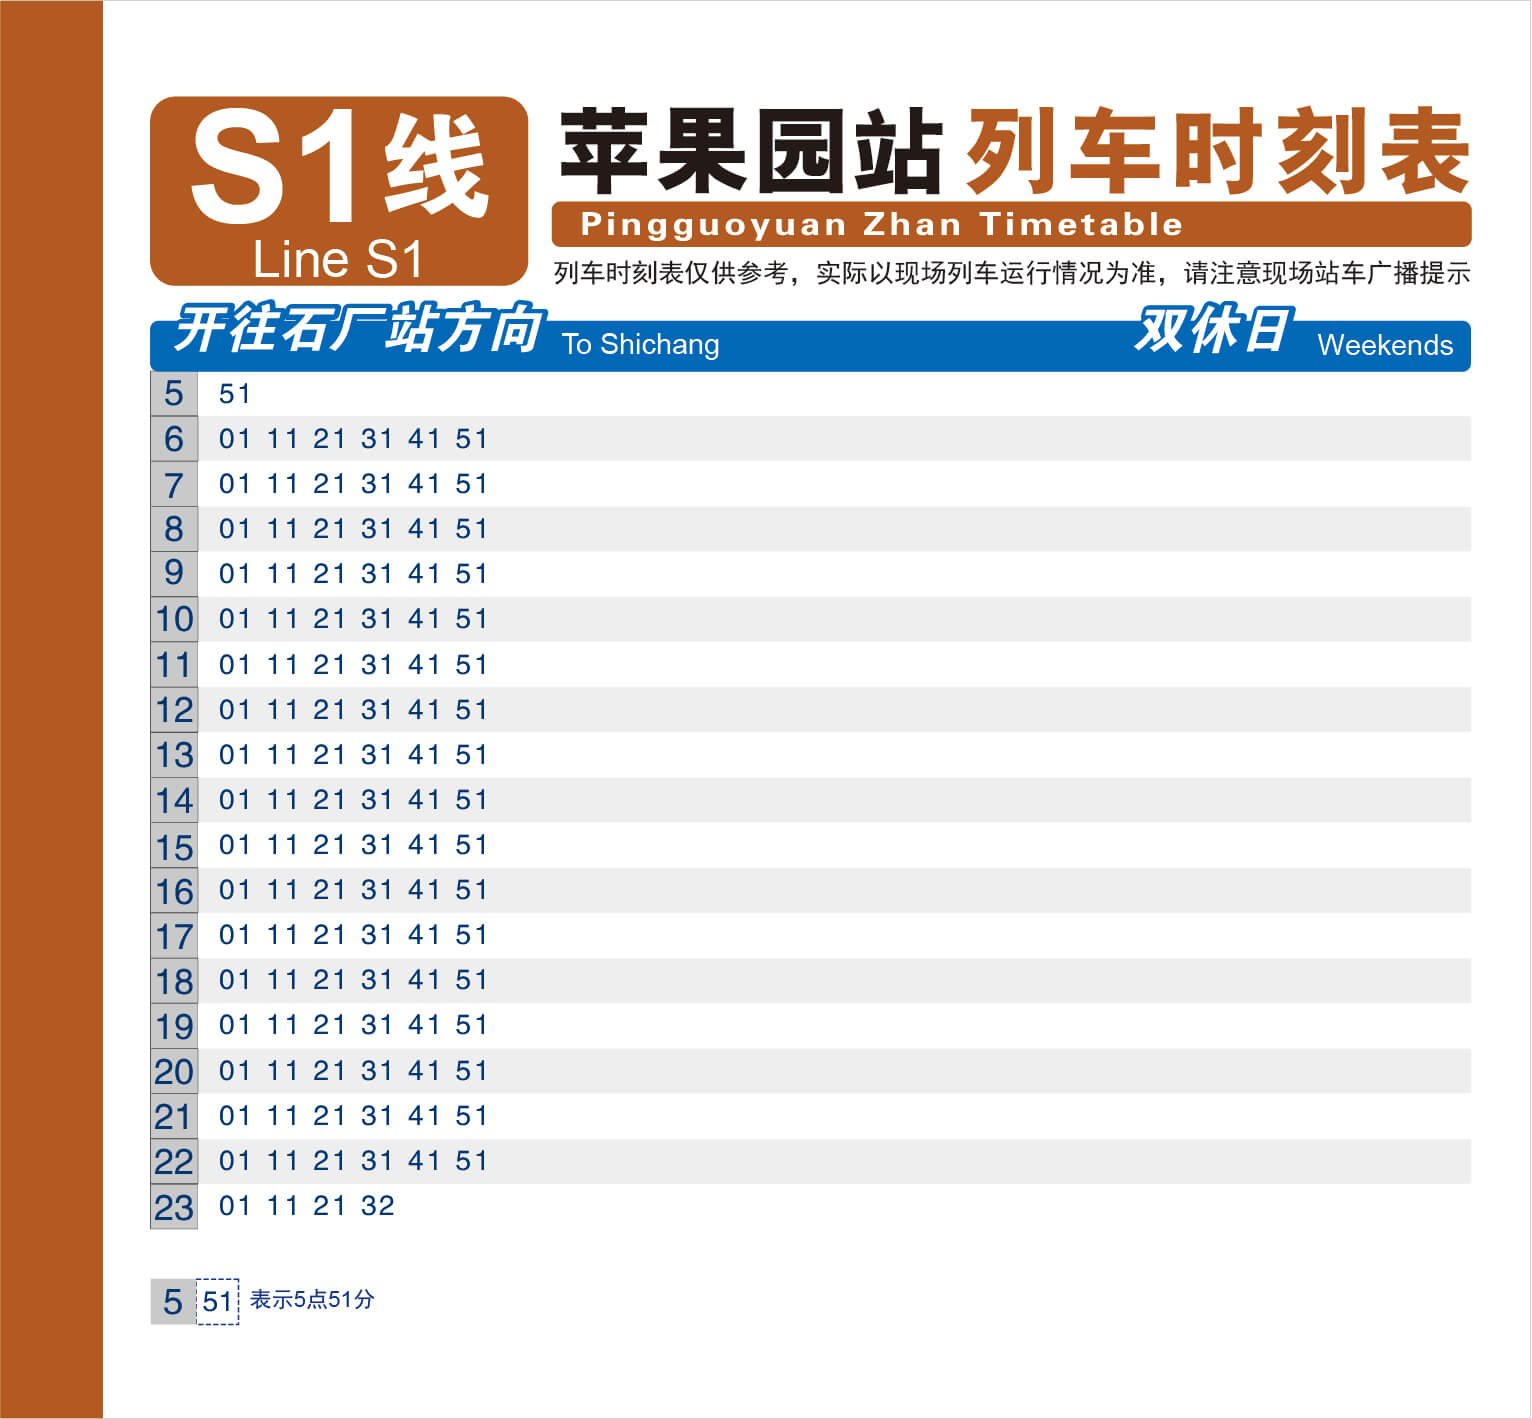 S1线
Line S1
苹果园站 列车时刻表
Pingguoyuan Zhan Timetable
列车时刻表仅供参考，实际以现场列车运行情况为准，请注意现场站车广播提示
开往石厂站方向 To Shichang 双休日 Weekends
5 51
6 01 11 21 31 41 51
7 01 11 21 31 41 51
8 01 11 21 31 41 51
9 01 11 21 31 41 51
10 01 11 21 31 41 51
11 01 11 21 31 41 51
12 01 11 21 31 41 51
13 01 11 21 31 41 51
14 01 11 21 31 41 51
15 01 11 21 31 41 51
16 01 11 21 31 41 51
17 01 11 21 31 41 51
18 01 11 21 31 41 51
19 01 11 21 31 41 51
20 01 11 21 31 41 51
21 01 11 21 31 41 51
22 01 11 21 31 41 51
23 01 11 21 32
5 51 表示5点51分